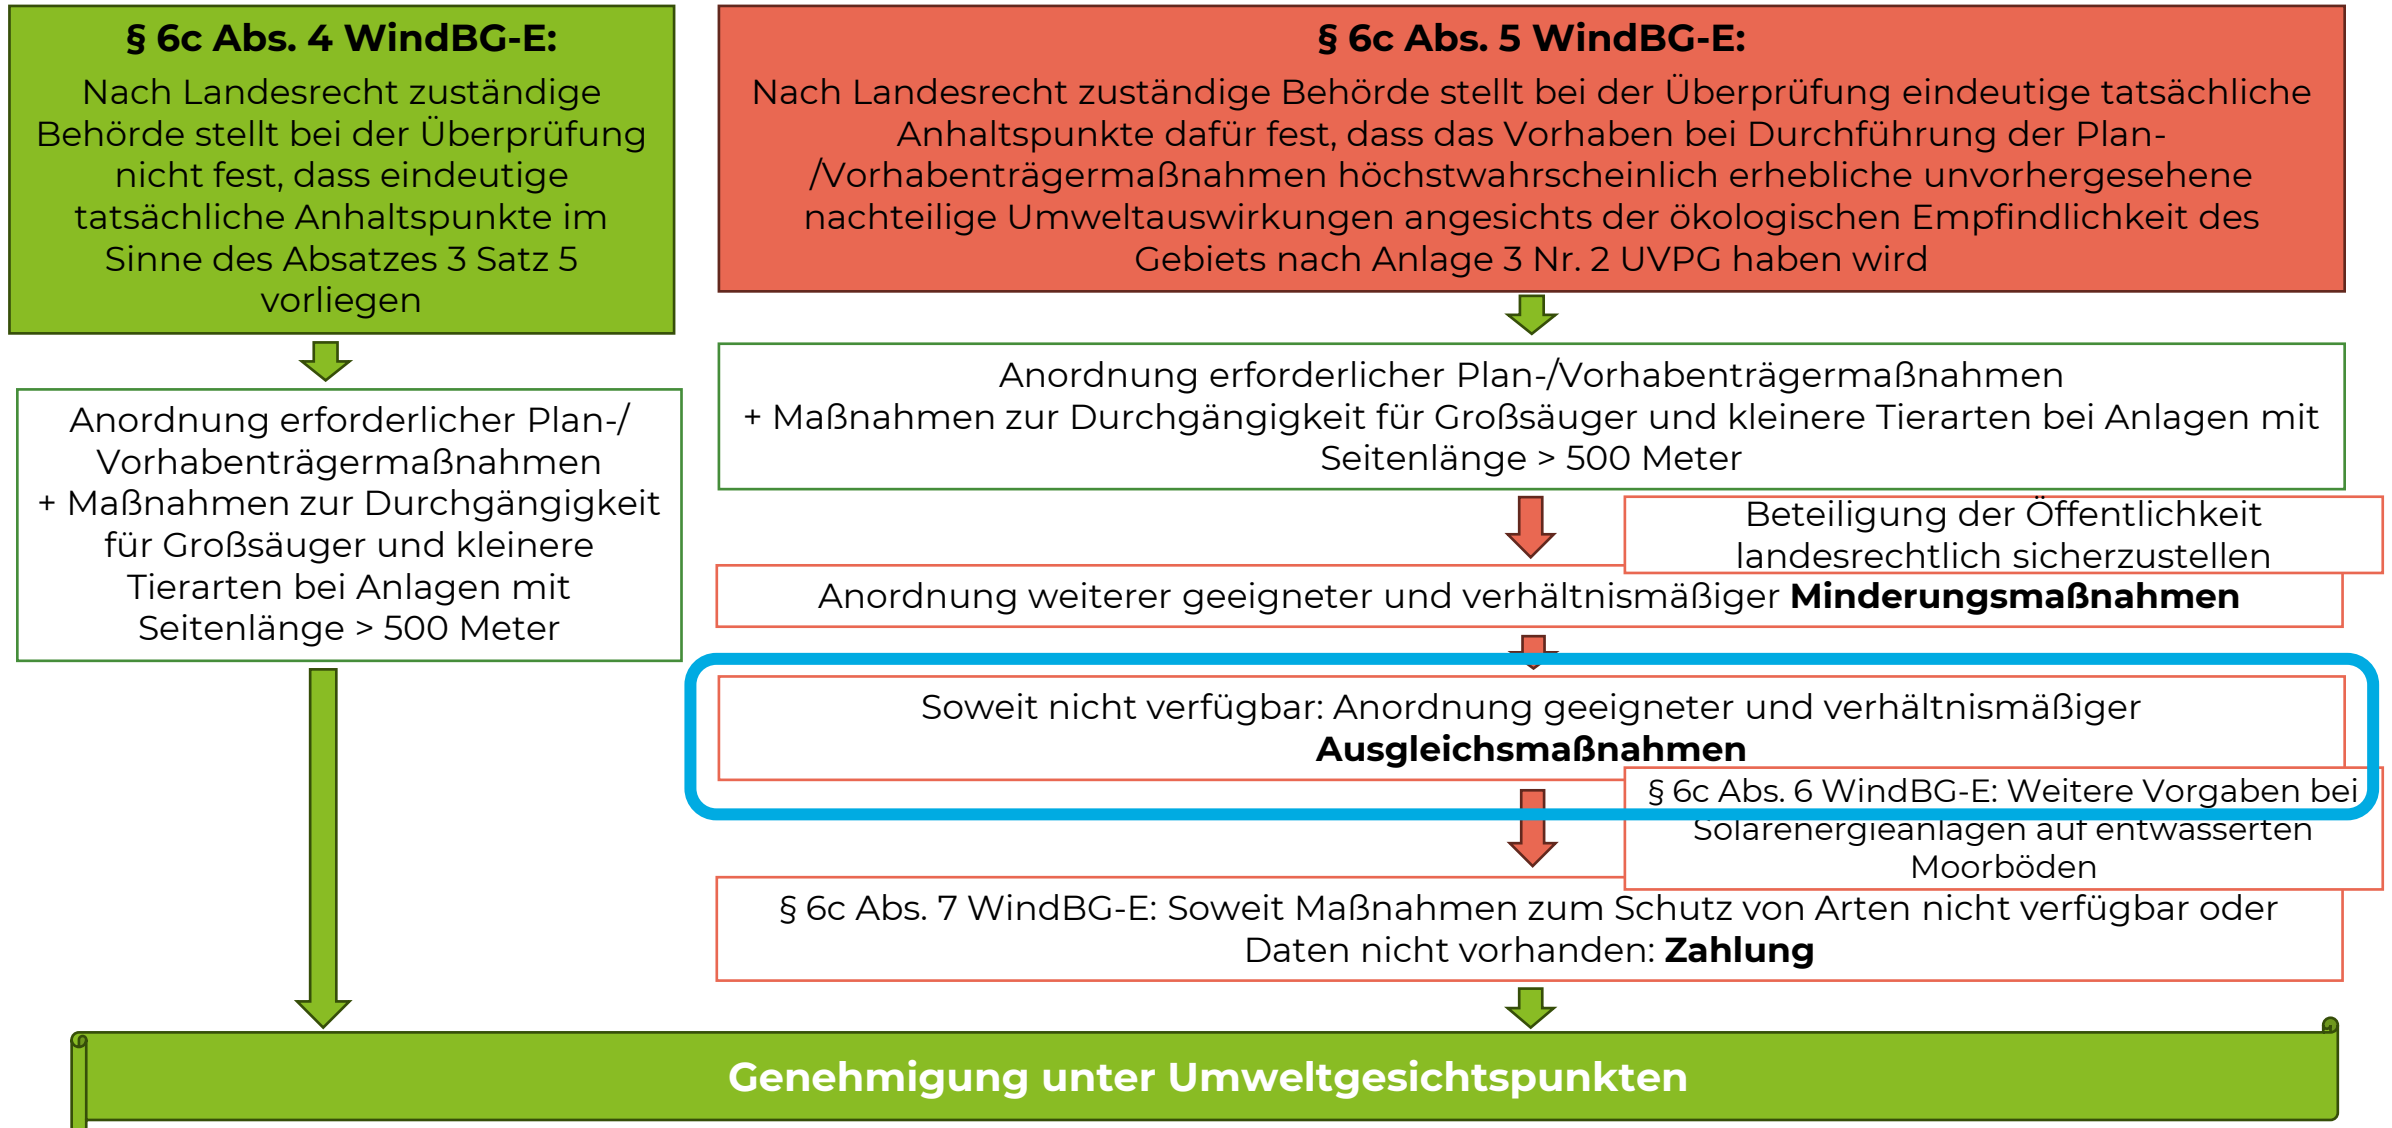 § 6c Abs. 4 WindBG-E:
Nach Landesrecht zuständige
Behörde stellt bei der Überprüfung
nicht fest, dass eindeutige
tatsächliche Anhaltspunkte im
Sinne des Absatzes 3 Satz 5
vorliegen
Anordnung erforderlicher Plan-/
Vorhabenträgermaßnahmen
+ Maßnahmen zur Durchgängigkeit
für Großsäuger und kleinere
Tierarten bei Anlagen mit
Seitenlänge > 500 Meter
§ 6c Abs. 5 WindBG-E:
Nach Landesrecht zuständige Behörde stellt bei der Überprüfung eindeutige tatsächliche
Anhaltspunkte dafür fest, dass das Vorhaben bei Durchführung der Plan-
/Vorhabenträgermaßnahmen höchstwahrscheinlich erhebliche unvorhergesehene
nachteilige Umweltauswirkungen angesichts der ökologischen Empfindlichkeit des
Gebiets nach Anlage 3 Nr. 2 UVPG haben wird
Anordnung erforderlicher Plan-/Vorhabenträgermaßnahmen
+ Maßnahmen zur Durchgängigkeit für Großsäuger und kleinere Tierarten bei Anlagen mit
Seitenlänge > 500 Meter
Beteiligung der Öffentlichkeit
landesrechtlich sicherzustellen
Anordnung weiterer geeigneter und verhältnismäßiger Minderungsmaßnahmen
Soweit nicht verfügbar: Anordnung geeigneter und verhältnismäßiger
Ausgleichsmaßnahmen
§ 6c Abs. 6 WindBG-E: Weitere Vorgaben bei
Solarenergieanlagen auf entwässerten
Moorböden
§ 6c Abs. 7 WindBG-E: Soweit Maßnahmen zum Schutz von Arten nicht verfügbar oder
Daten nicht vorhanden: Zahlung
Genehmigung unter Umweltgesichtspunkten